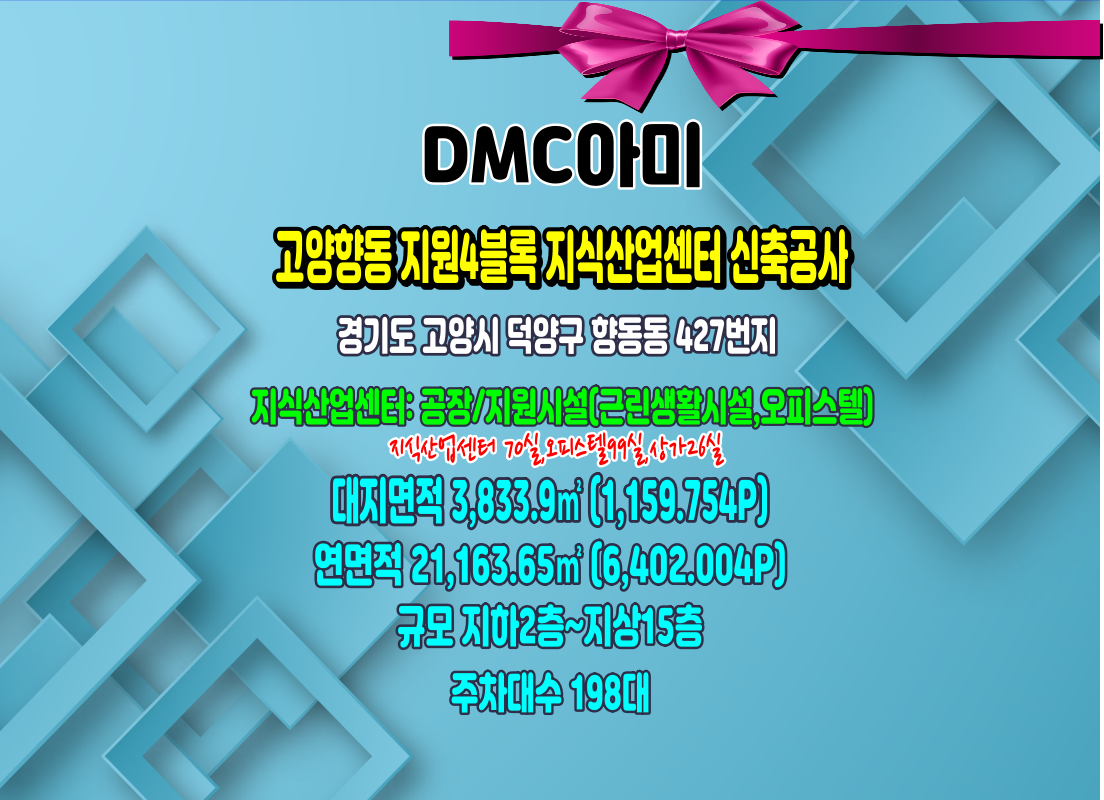 DMC아미
고양향동 지원4블록 지식산업센터 신축공사
경기도 고양시 덕양구 향동동 427번지
지식산업센터: 공장/지원시설(근린생활시설,오피스텔)
지식산업센터 70실,오피스텔99실,상가26실
대지면적 3,833.9㎡ (1,159.754P)
연면적 21,163.65㎡ (6,402.004P)
규모 지하2층~지상15층
주차대수 198대